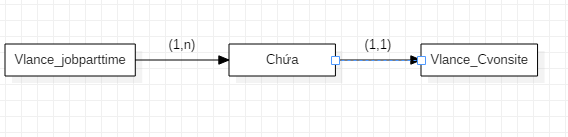 (1,n)
(1,1)
Vlance_jobparttime
Chứa
Vlance_Cvonsite